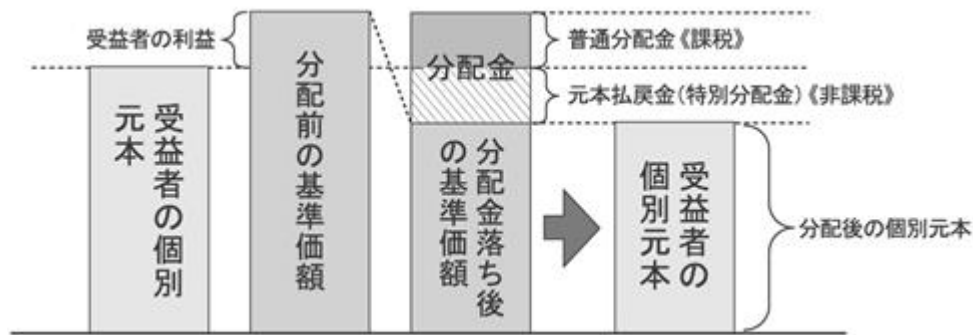 受益者の利益
受益者の個別
元本
分配前の基準価額
分配金
分配金落ち後
の基準価額
普通分配金《課税》
元本払戻金(特別分配金)《非課税》
受益者の
個別元本
分配後の個別元本